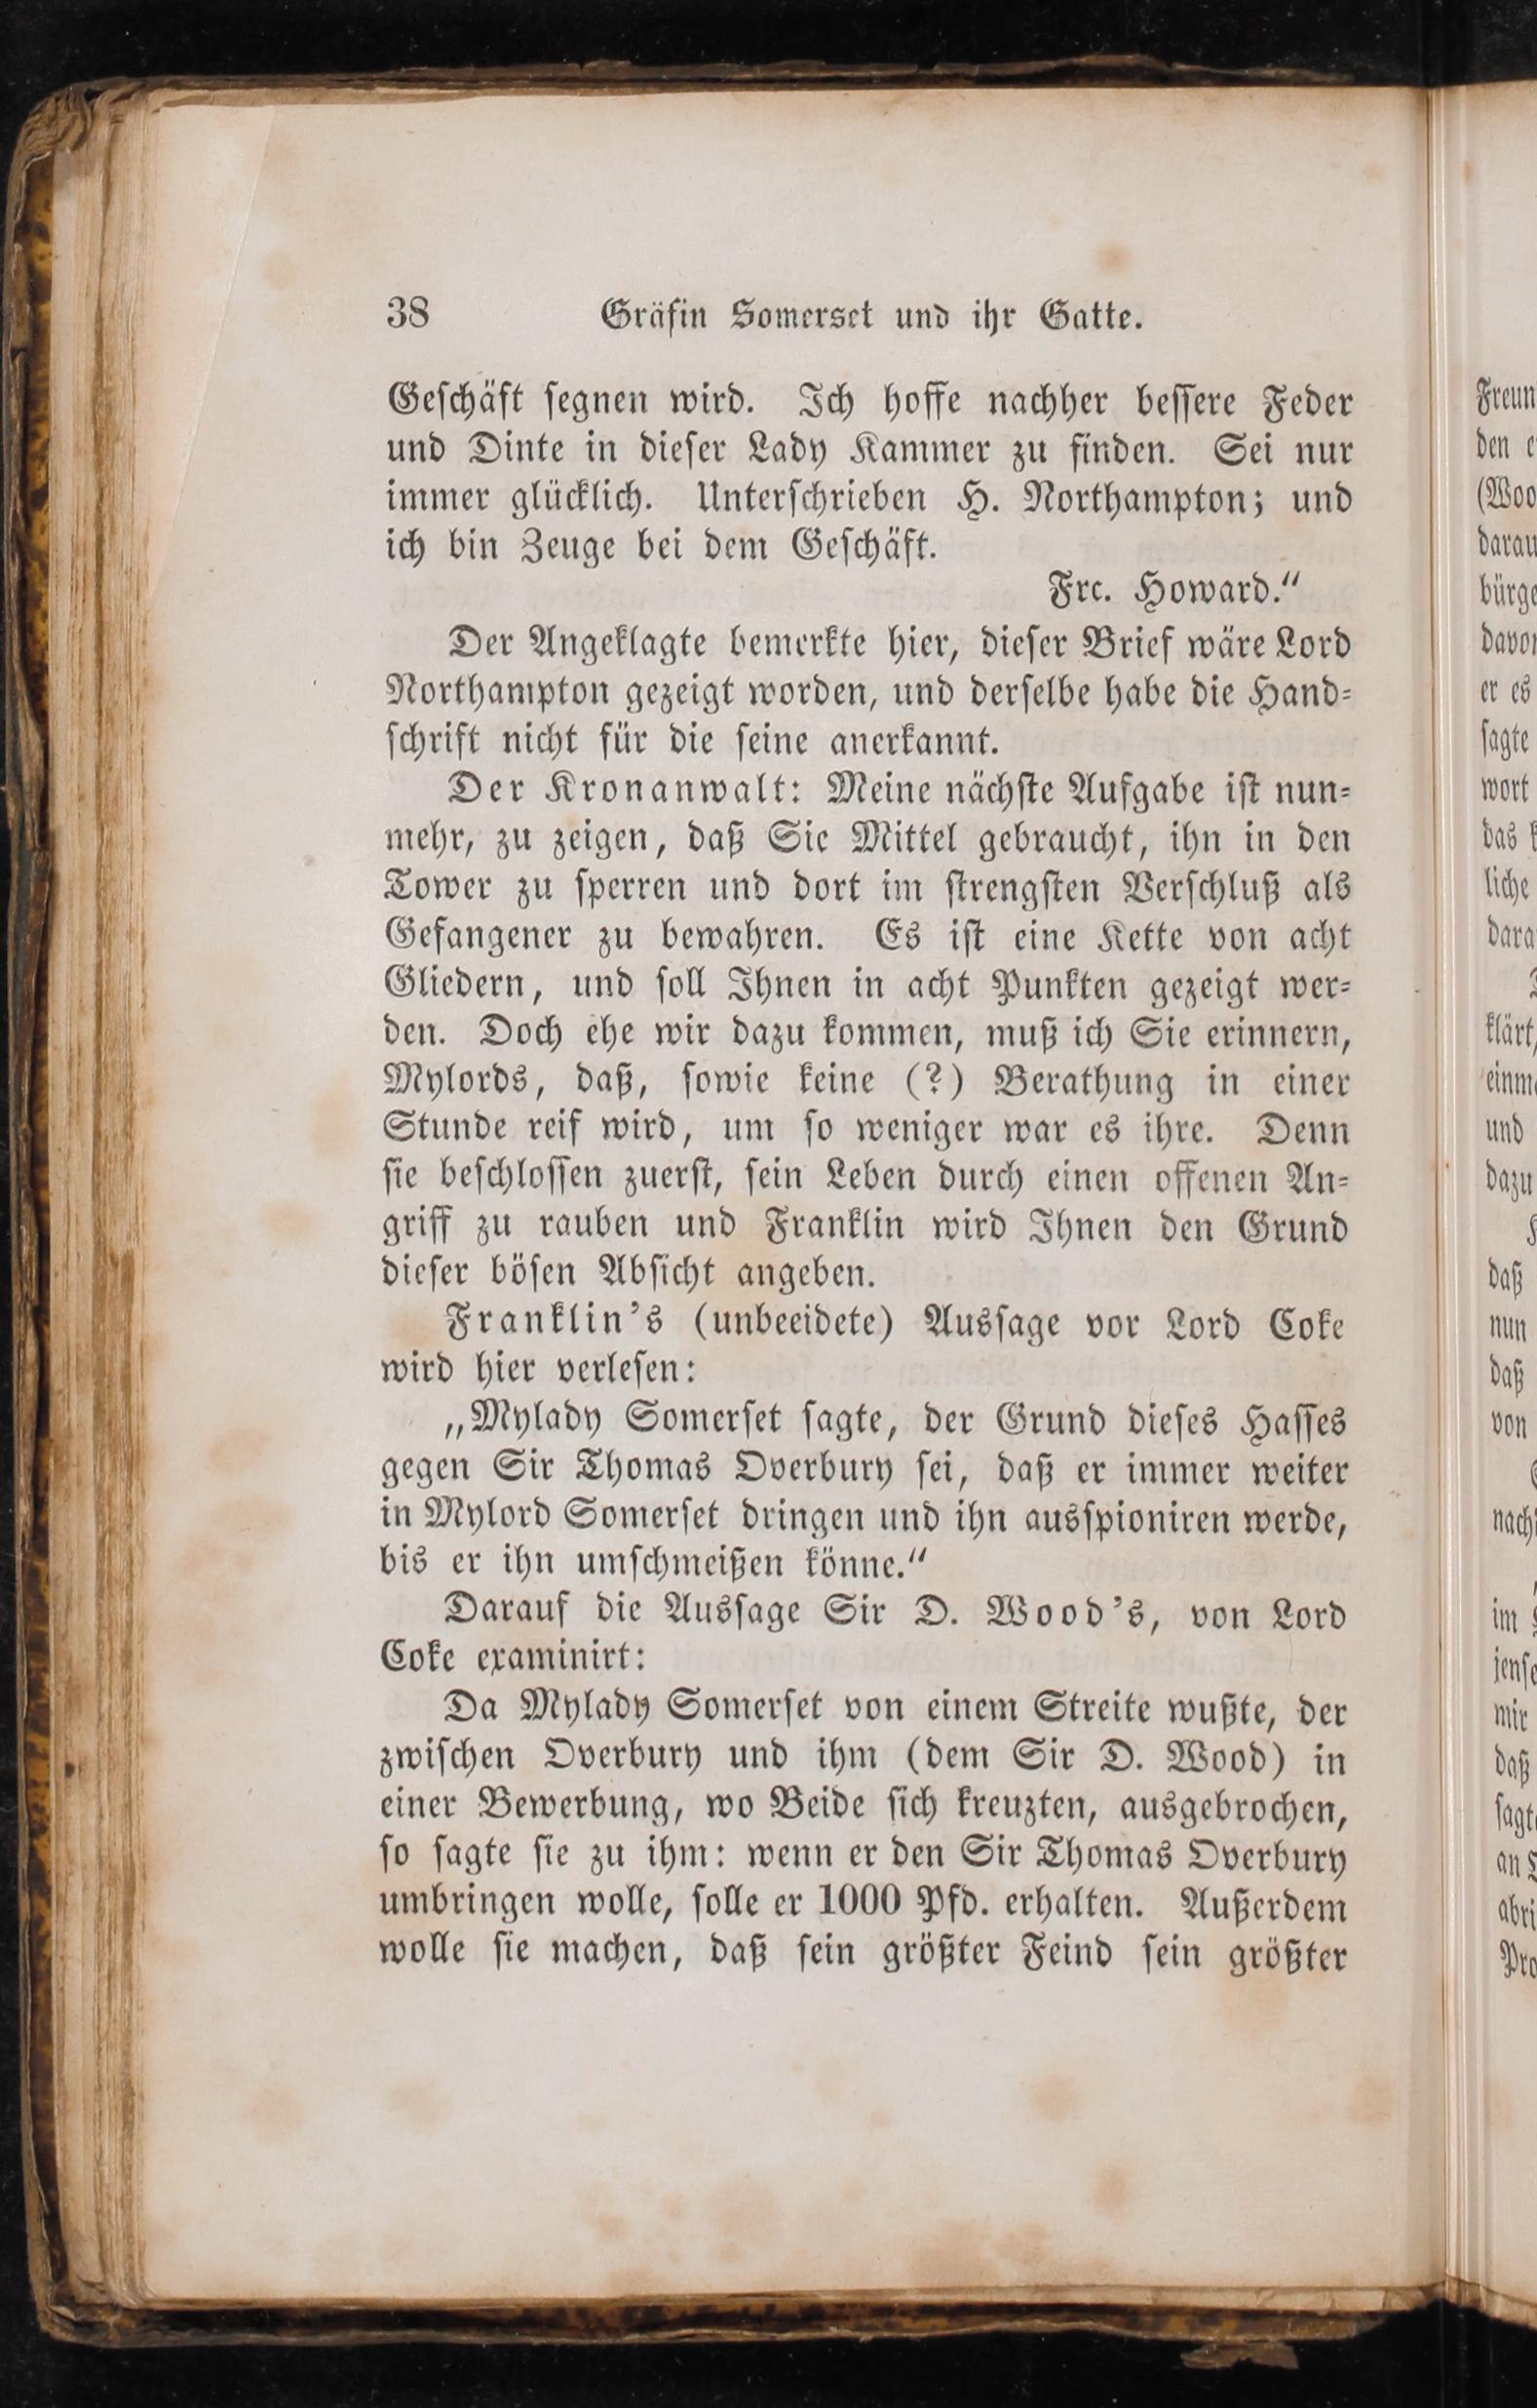 38 Gräfin Somerset und ihr Gatte.
Geſchäft ſegnen wird. Ich hoffe nachher beſſere Feder
und Dinte in dieſer Lady Kammer zu finden. Sei nur
immer glücklich. Unterſchrieben H. Northampton; und
ich bin Zeuge bei dem Geſchäft.
Frc. Howard.“
Der Angeklagte bemerkte hier, dieſer Brief wäre Lord
Northampton gezeigt worden, und derſelbe habe die Hand-
ſchrift nicht für die ſeine anerkannt.
Der Kronanwalt: Meine nächſte Aufgabe iſt nun-
mehr, zu zeigen, daß Sie Mittel gebraucht, ihn in den
Tower zu ſperren und dort im ſtrengſten Verſchluß als
Gefangener zu bewahren. Es iſt eine Kette von acht
Gliedern, und ſoll Ihnen in acht Punkten gezeigt wer-
den. Doch ehe wir dazu kommen, muß ich Sie erinnern,
Mylords, daß, ſowie keine (?) Berathung in einer
Stunde reif wird, um ſo weniger war es ihre. Denn
ſie beſchloſſen zuerſt, ſein Leben durch einen offenen An-
griff zu rauben und Franklin wird Ihnen den Grund
dieſer böſen Abſicht angeben.
Franklin’s (unbeeidete) Ausſage vor Lord Coke
wird hier verleſen:
„Mylady Somerſet ſagte, der Grund dieſes Haſſes
gegen Sir Thomas Overbury ſei, daß er immer weiter
in Mylord Somerſet dringen und ihn ausſpioniren werde,
bis er ihn umſchmeißen könne.“
Darauf die Ausſage Sir D. Wood’s, von Lord
Coke examinirt:
Da Mylady Somerſet von einem Streite wußte, der
zwiſchen Overbury und ihm (dem Sir D. Wood) in
einer Bewerbung, wo Beide ſich kreuzten, ausgebrochen,
ſo ſagte ſie zu ihm: wenn er den Sir Thomas Overbury
umbringen wolle, ſolle er 1000 Pfd. erhalten. Außerdem
wolle ſie machen, daß ſein größter Feind ſein größter